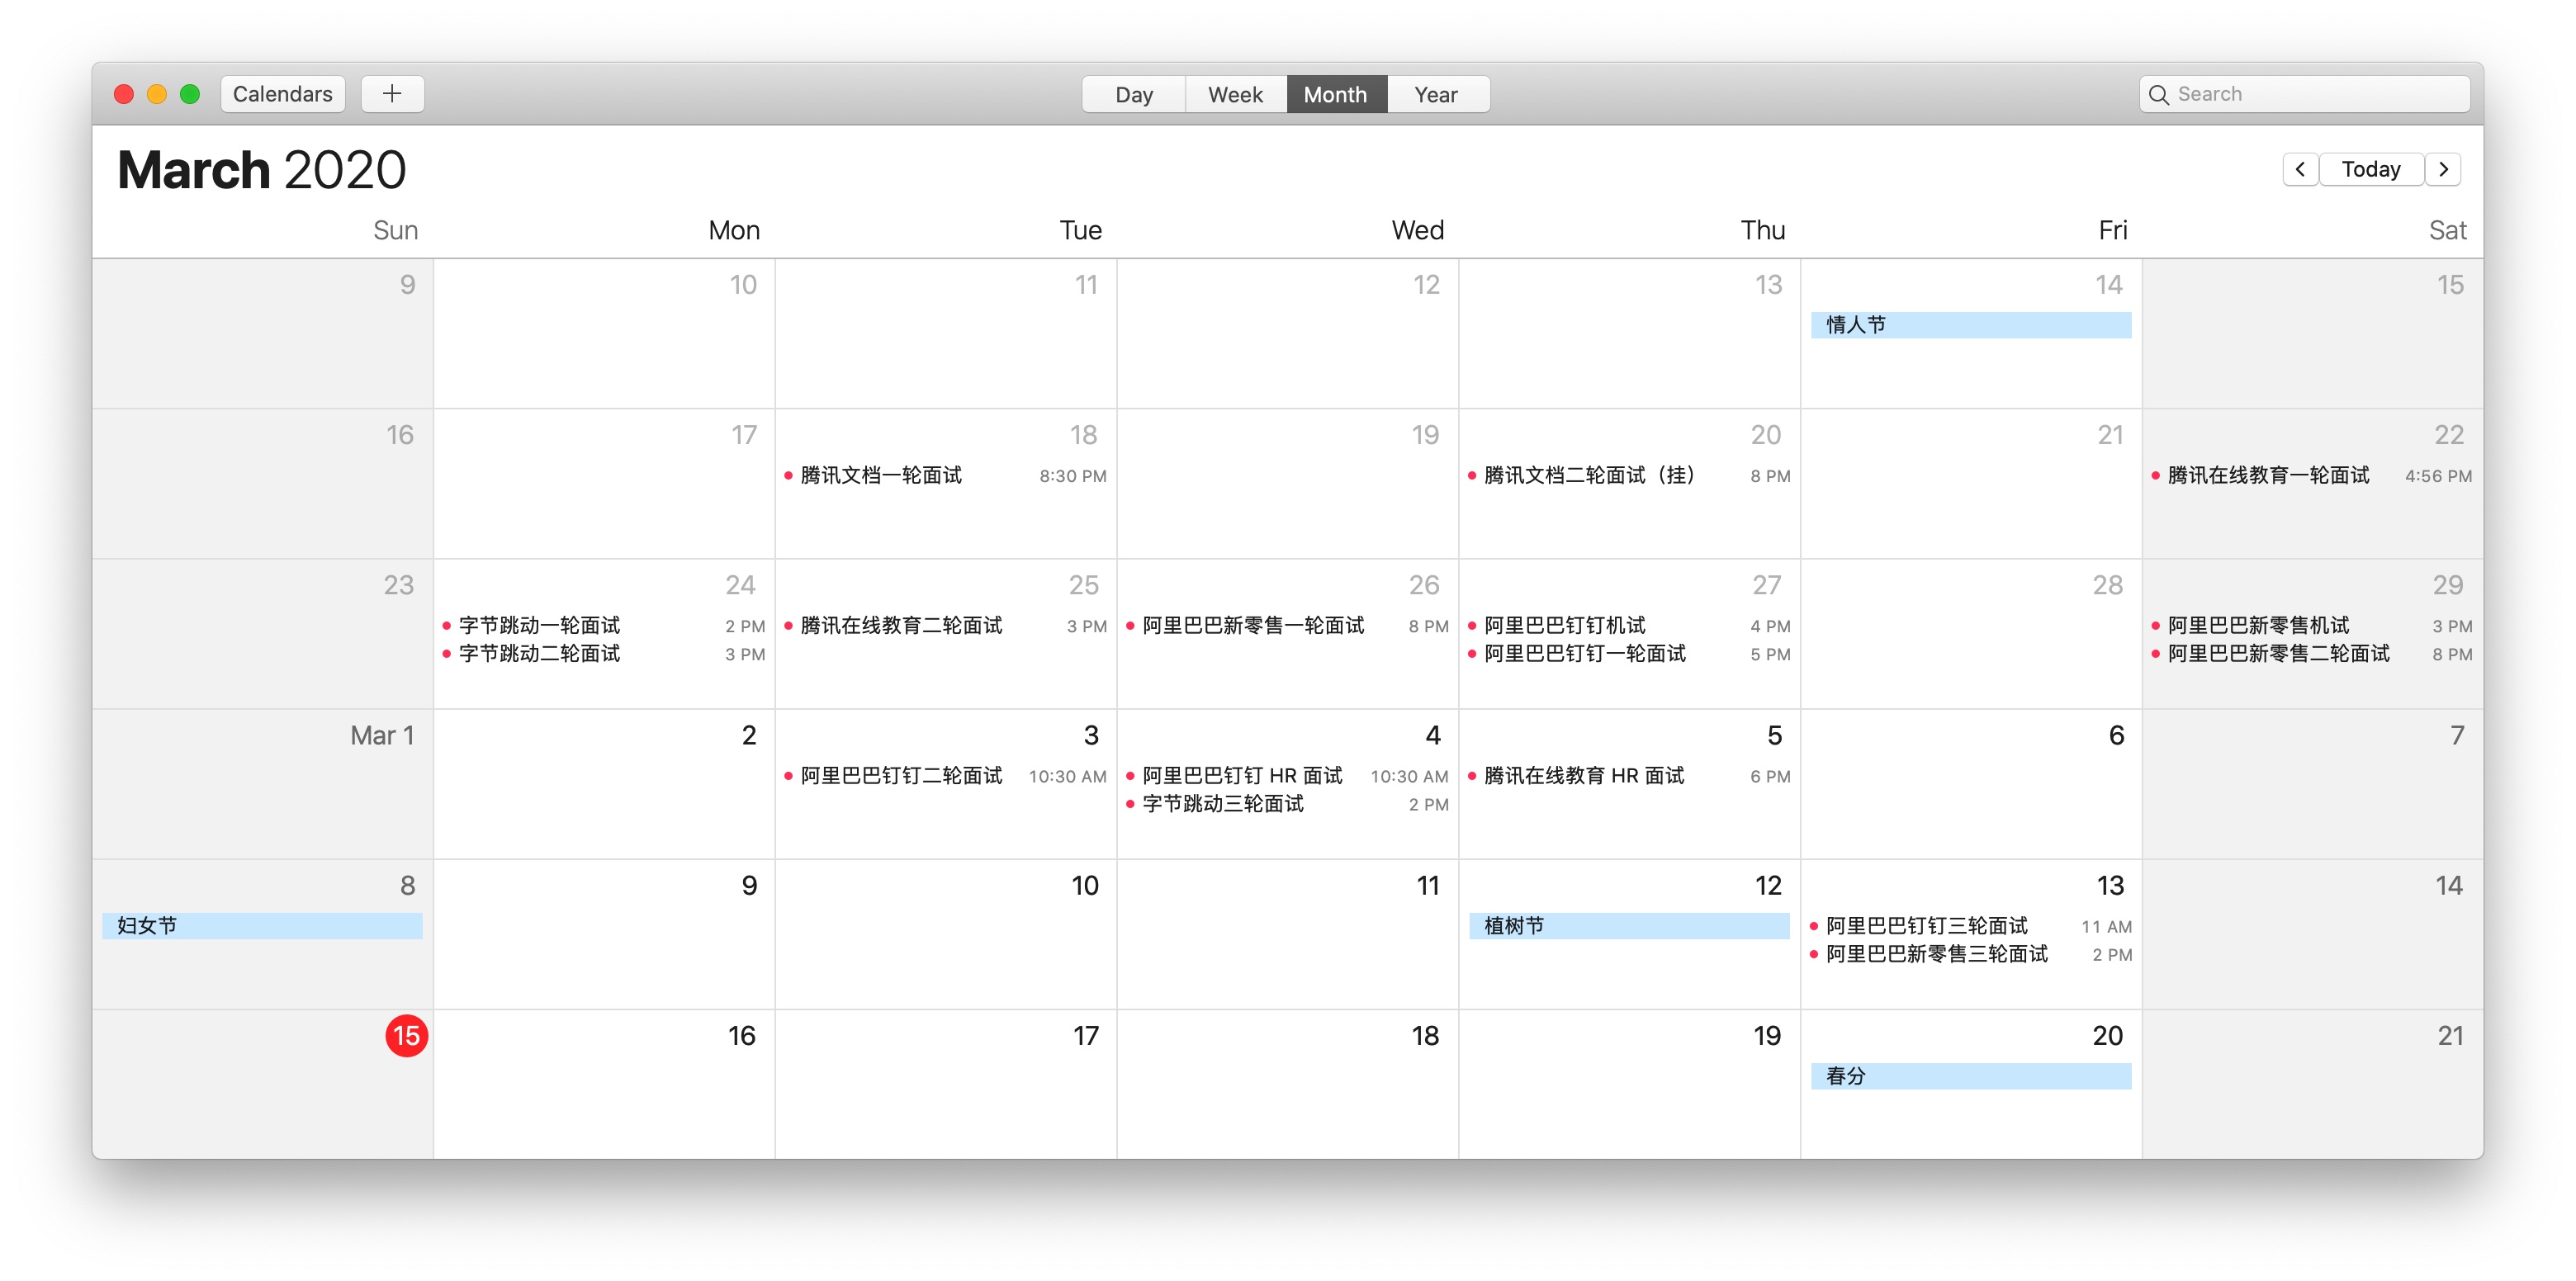 Calendars
Day Week Month Year
Search
March 2020
Today
Sun Mon Tue Wed Thu Fri Sat
9 10 11 12 13 14 15
情人节
16 17 18 19 20 21 22
腾讯文档一轮面试 8:30 PM 腾讯文档二轮面试（挂） 8 PM 腾讯在线教育一轮面试 4:56 PM
23 24 25 26 27 28 29
字节跳动一轮面试 2 PM 腾讯在线教育二轮面试 3 PM 阿里巴巴新零售一轮面试 8 PM 阿里巴巴钉钉机试 4 PM 阿里巴巴新零售机试 3 PM
字节跳动二轮面试 3 PM 阿里巴巴钉钉一轮面试 5 PM 阿里巴巴新零售二轮面试 8 PM
Mar 1 2 3 4 5 6 7
阿里巴巴钉钉二轮面试 10:30 AM 阿里巴巴钉钉 HR 面试 10:30 AM 腾讯在线教育 HR 面试 6 PM
字节跳动三轮面试 2 PM
8 9 10 11 12 13 14
妇女节 植树节 阿里巴巴钉钉三轮面试 11 AM
阿里巴巴新零售三轮面试 2 PM
15 16 17 18 19 20 21
春分